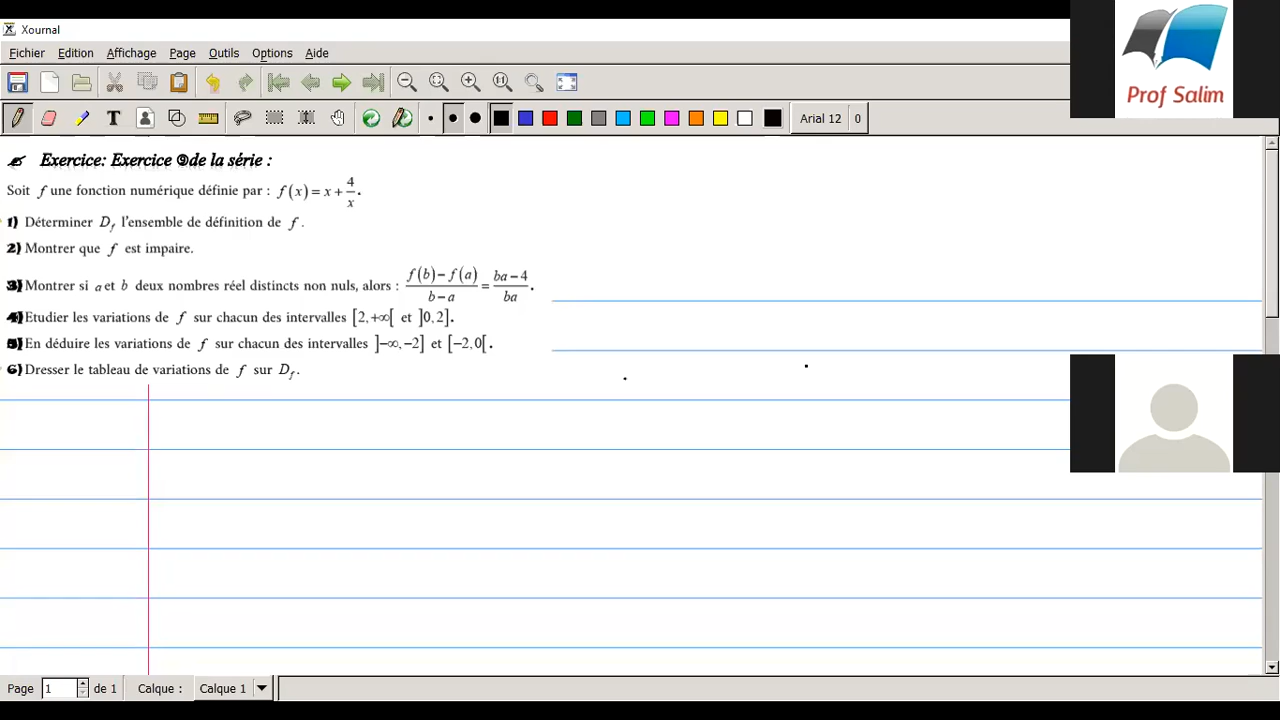 Xournal
Fichier Edition Affichage Page Outils Options Aide
Prof Salim
Arial 12 0
Exercice: Exercice ⑨ de la série :
Soit f une fonction numérique définie par : f(x) = x + 4/x.
1) Déterminer D_f l'ensemble de définition de f .
2) Montrer que f est impaire.
3) Montrer si a et b deux nombres réel distincts non nuls, alors : (f(b)−f(a))/(b−a) = (ba−4)/ba.
4) Etudier les variations de f sur chacun des intervalles [2,+∞[ et ]0,2].
5) En déduire les variations de f sur chacun des intervalles ]−∞,−2] et [−2,0[.
6) Dresser le tableau de variations de f sur D_f.
Page 1 de 1 Calque : Calque 1